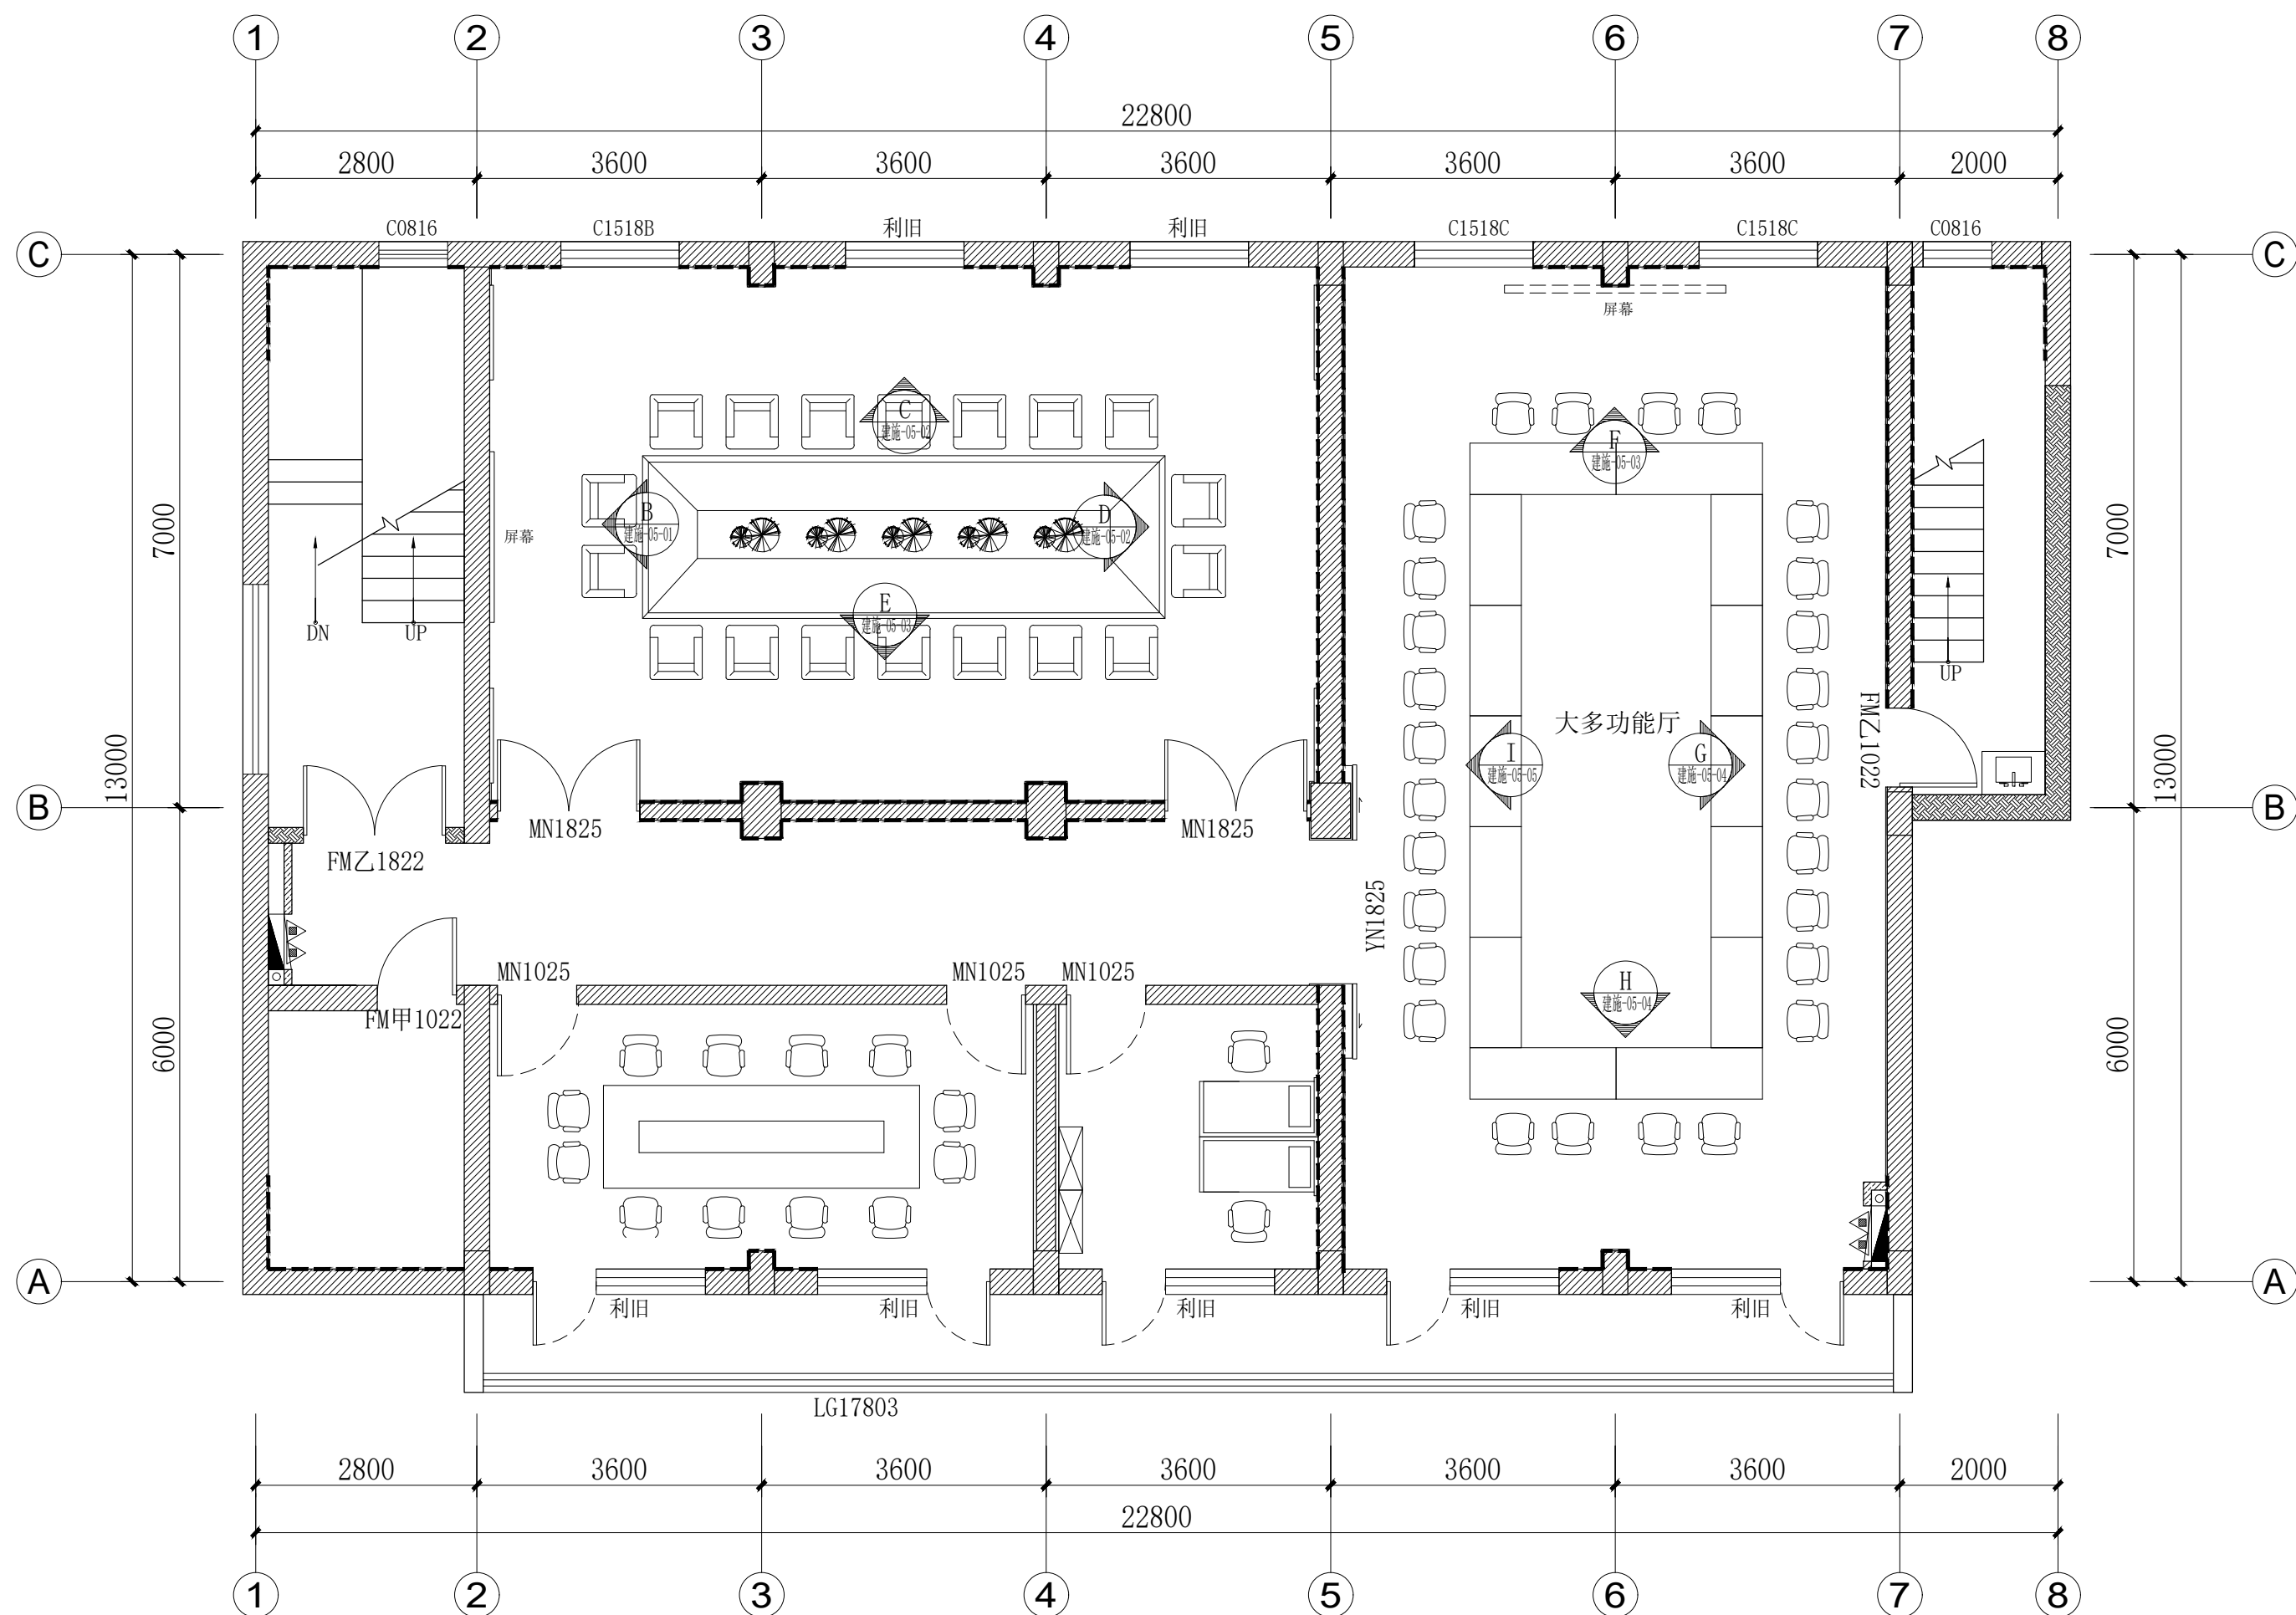 1 2 3 4 5 6 7 8
22800
2800 3600 3600 3600 3600 3600 2000
C0816 C1518B 利旧 利旧 C1518C C1518C C0816
C C
屏幕
C
建施-05-02
F
建施-05-03
B
建施-05-01
D
建施-05-02
屏幕
7000 7000
E
建施-05-03
DN UP
UP
大多功能厅
FM乙1022
I
建施-05-05
G
建施-05-04
13000 13000
B B
MN1825 MN1825
FM乙1822
YN1825
MN1025 MN1025 MN1025
H
建施-05-04
FM甲1022
6000 6000
A A
利旧 利旧 利旧 利旧 利旧
LG17803
2800 3600 3600 3600 3600 3600 2000
22800
1 2 3 4 5 6 7 8